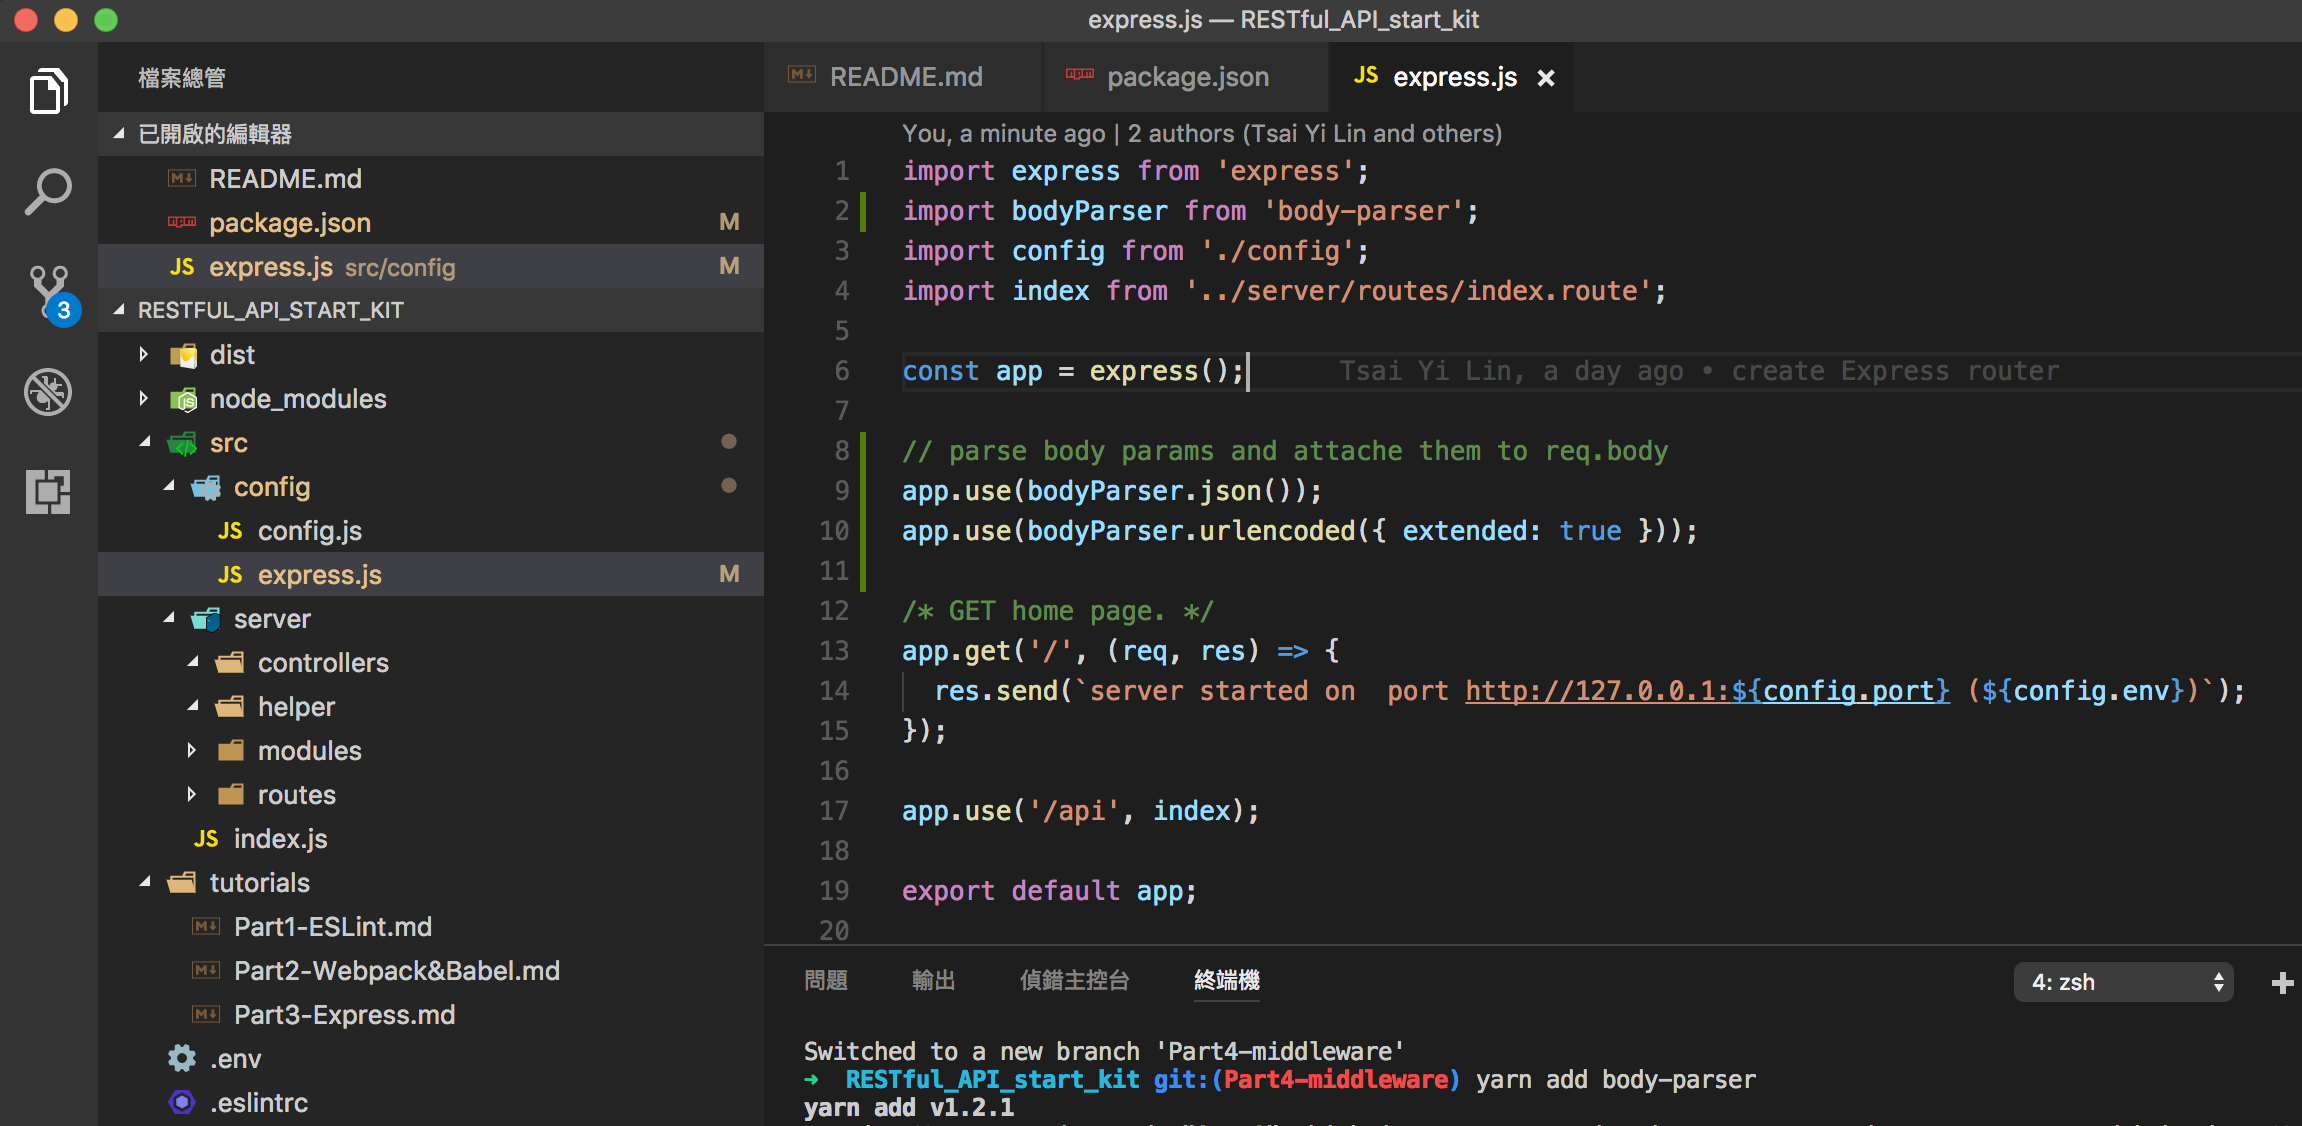 express.js — RESTful_API_start_kit
檔案總管
已開啟的編輯器
README.md
package.json M
JS express.js src/config M
3
RESTFUL_API_START_KIT
dist
node_modules
src
config
JS config.js
JS express.js M
server
controllers
helper
modules
routes
JS index.js
tutorials
Part1-ESLint.md
Part2-Webpack&Babel.md
Part3-Express.md
.env
.eslintrc
README.md package.json JS express.js ×
You, a minute ago | 2 authors (Tsai Yi Lin and others)
1 import express from 'express';
2 import bodyParser from 'body-parser';
3 import config from './config';
4 import index from '../server/routes/index.route';
5
6 const app = express(); Tsai Yi Lin, a day ago • create Express router
7
8 // parse body params and attache them to req.body
9 app.use(bodyParser.json());
10 app.use(bodyParser.urlencoded({ extended: true }));
11
12 /* GET home page. */
13 app.get('/', (req, res) => {
14 res.send(`server started on  port http://127.0.0.1:${config.port} (${config.env})`);
15 });
16
17 app.use('/api', index);
18
19 export default app;
20
問題 輸出 偵錯主控台 終端機 4: zsh
Switched to a new branch 'Part4-middleware'
➜ RESTful_API_start_kit git:(Part4-middleware) yarn add body-parser
yarn add v1.2.1